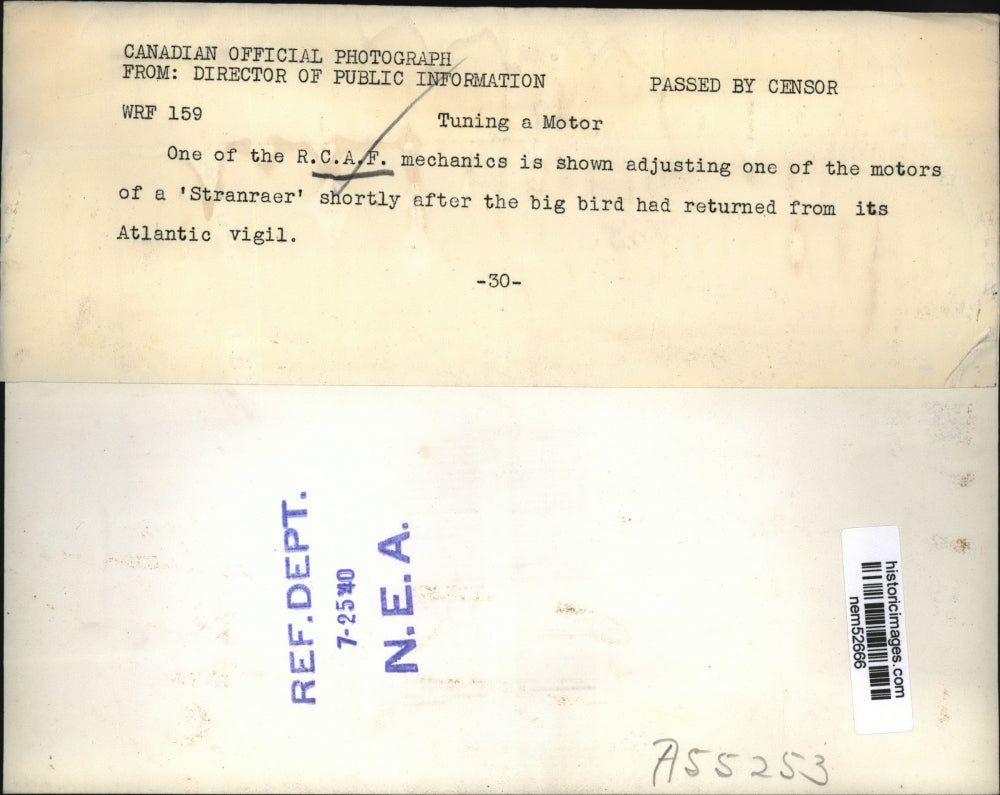 CANADIAN OFFICIAL PHOTOGRAPH
FROM: DIRECTOR OF PUBLIC INFORMATION PASSED BY CENSOR
WRF 159 Tuning a Motor
One of the R.C.A.F. mechanics is shown adjusting one of the motors
of a 'Stranraer' shortly after the big bird had returned from its
Atlantic vigil.
-30-
REF. DEPT.
7-25 40
N.E.A.
historicimages.com
nem52666
A55253